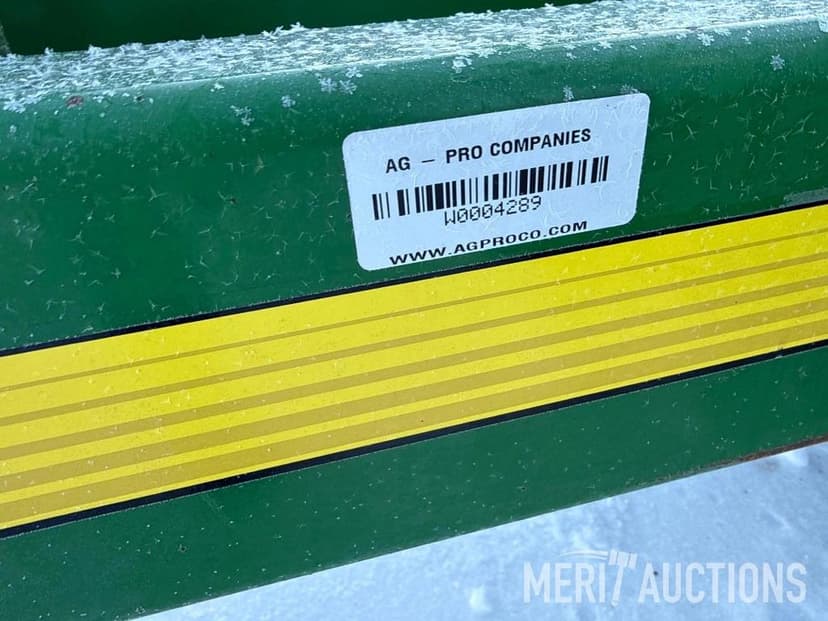 AG – PRO COMPANIES
W0004289
WWW.AGPROCO.COM
MERIT AUCTIONS